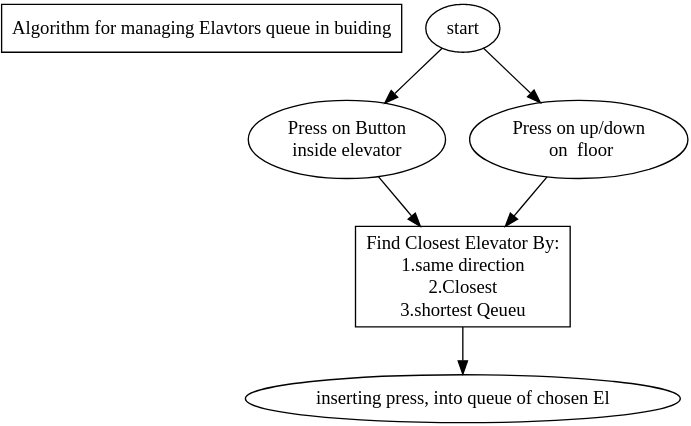 Algorithm for managing Elavtors queue in buiding
start
Press on Button
inside elevator
Press on up/down
on  floor
Find Closest Elevator By:
1.same direction
2.Closest
3.shortest Qeueu
inserting press, into queue of chosen El